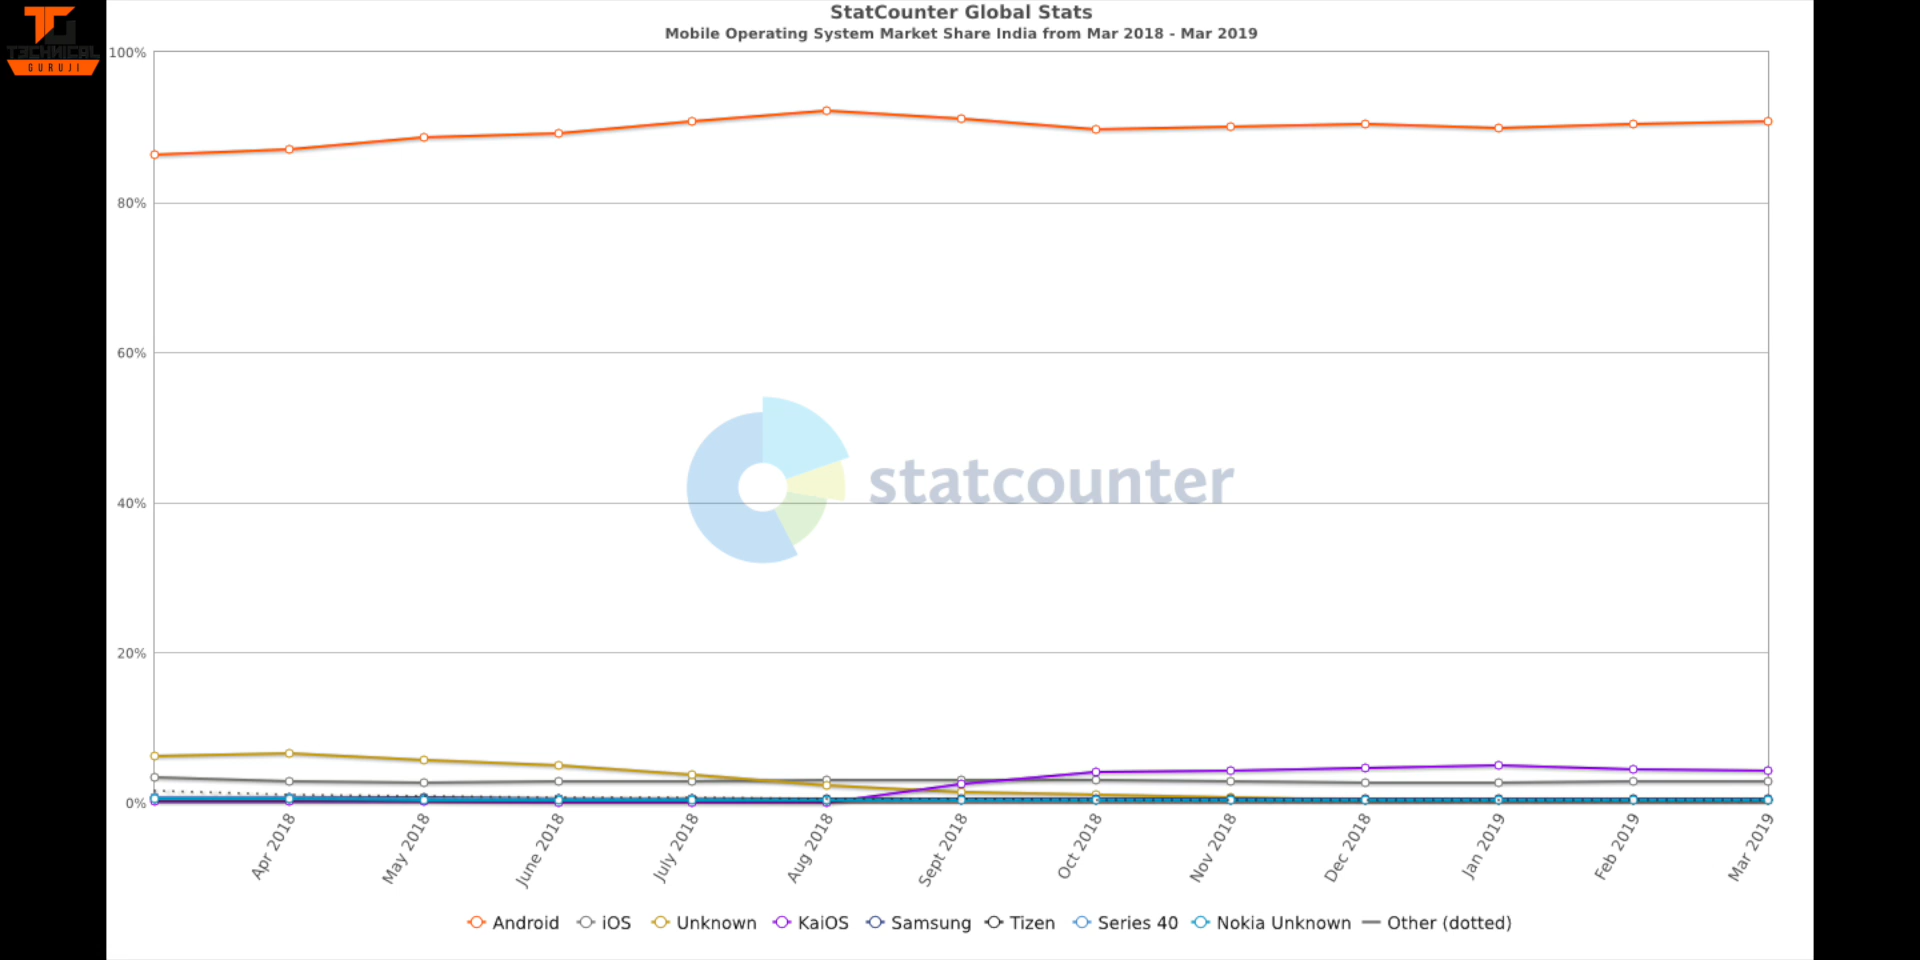 TECHNICAL
GURUJI
StatCounter Global Stats
Mobile Operating System Market Share India from Mar 2018 - Mar 2019
100%
80%
60%
40%
20%
0%
statcounter
Apr 2018
May 2018
June 2018
July 2018
Aug 2018
Sept 2018
Oct 2018
Nov 2018
Dec 2018
Jan 2019
Feb 2019
Mar 2019
Android iOS Unknown KaiOS Samsung Tizen Series 40 Nokia Unknown Other (dotted)